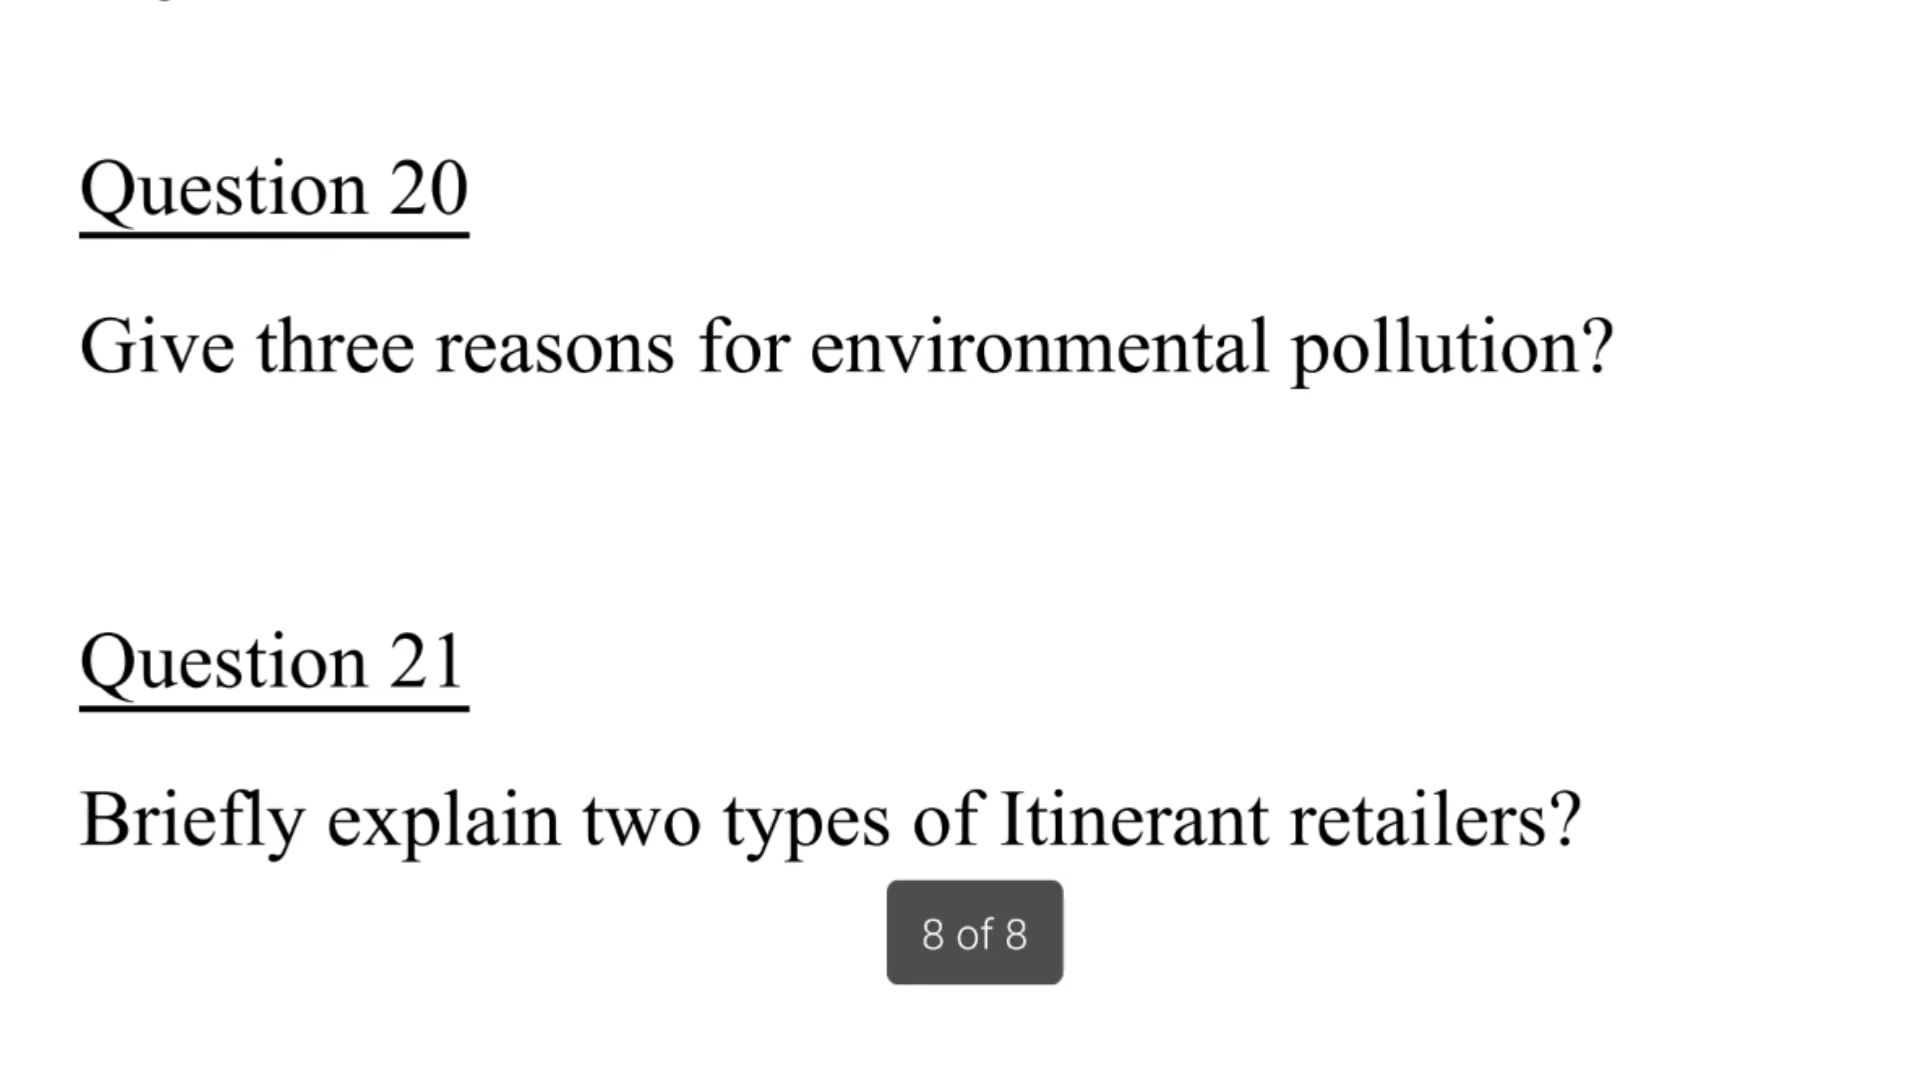 Question 20
Give three reasons for environmental pollution?
Question 21
Briefly explain two types of Itinerant retailers?
8 of 8